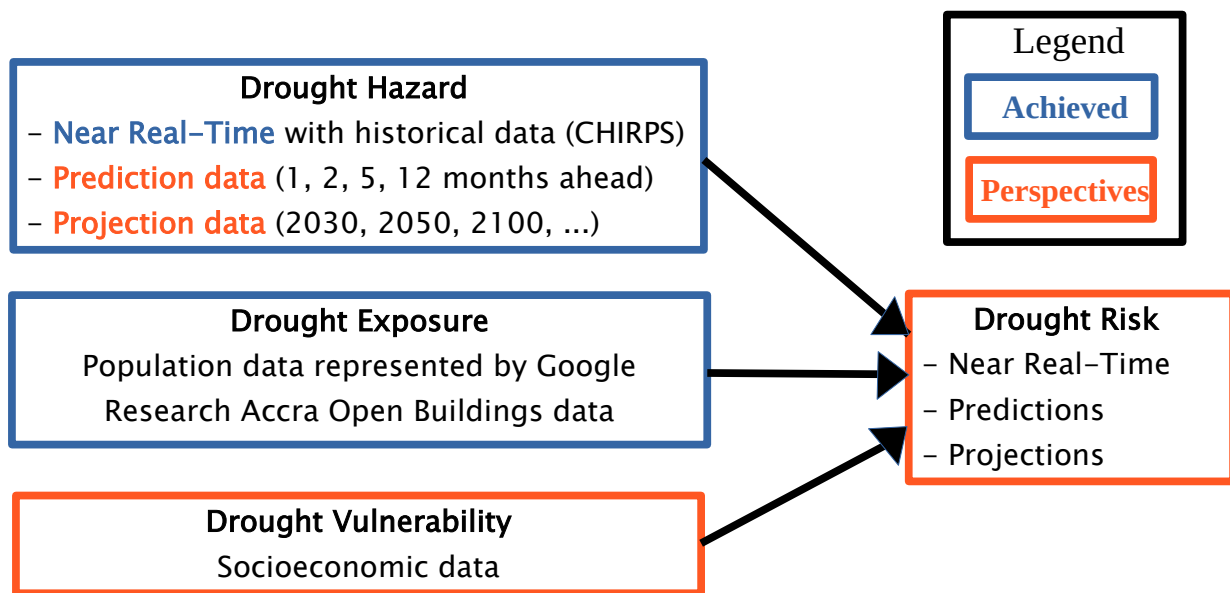 Legend
Achieved
Perspectives
Drought Hazard
– Near Real–Time with historical data (CHIRPS)
– Prediction data (1, 2, 5, 12 months ahead)
– Projection data (2030, 2050, 2100, ...)
Drought Exposure
Population data represented by Google
Research Accra Open Buildings data
Drought Vulnerability
Socioeconomic data
Drought Risk
– Near Real–Time
– Predictions
– Projections